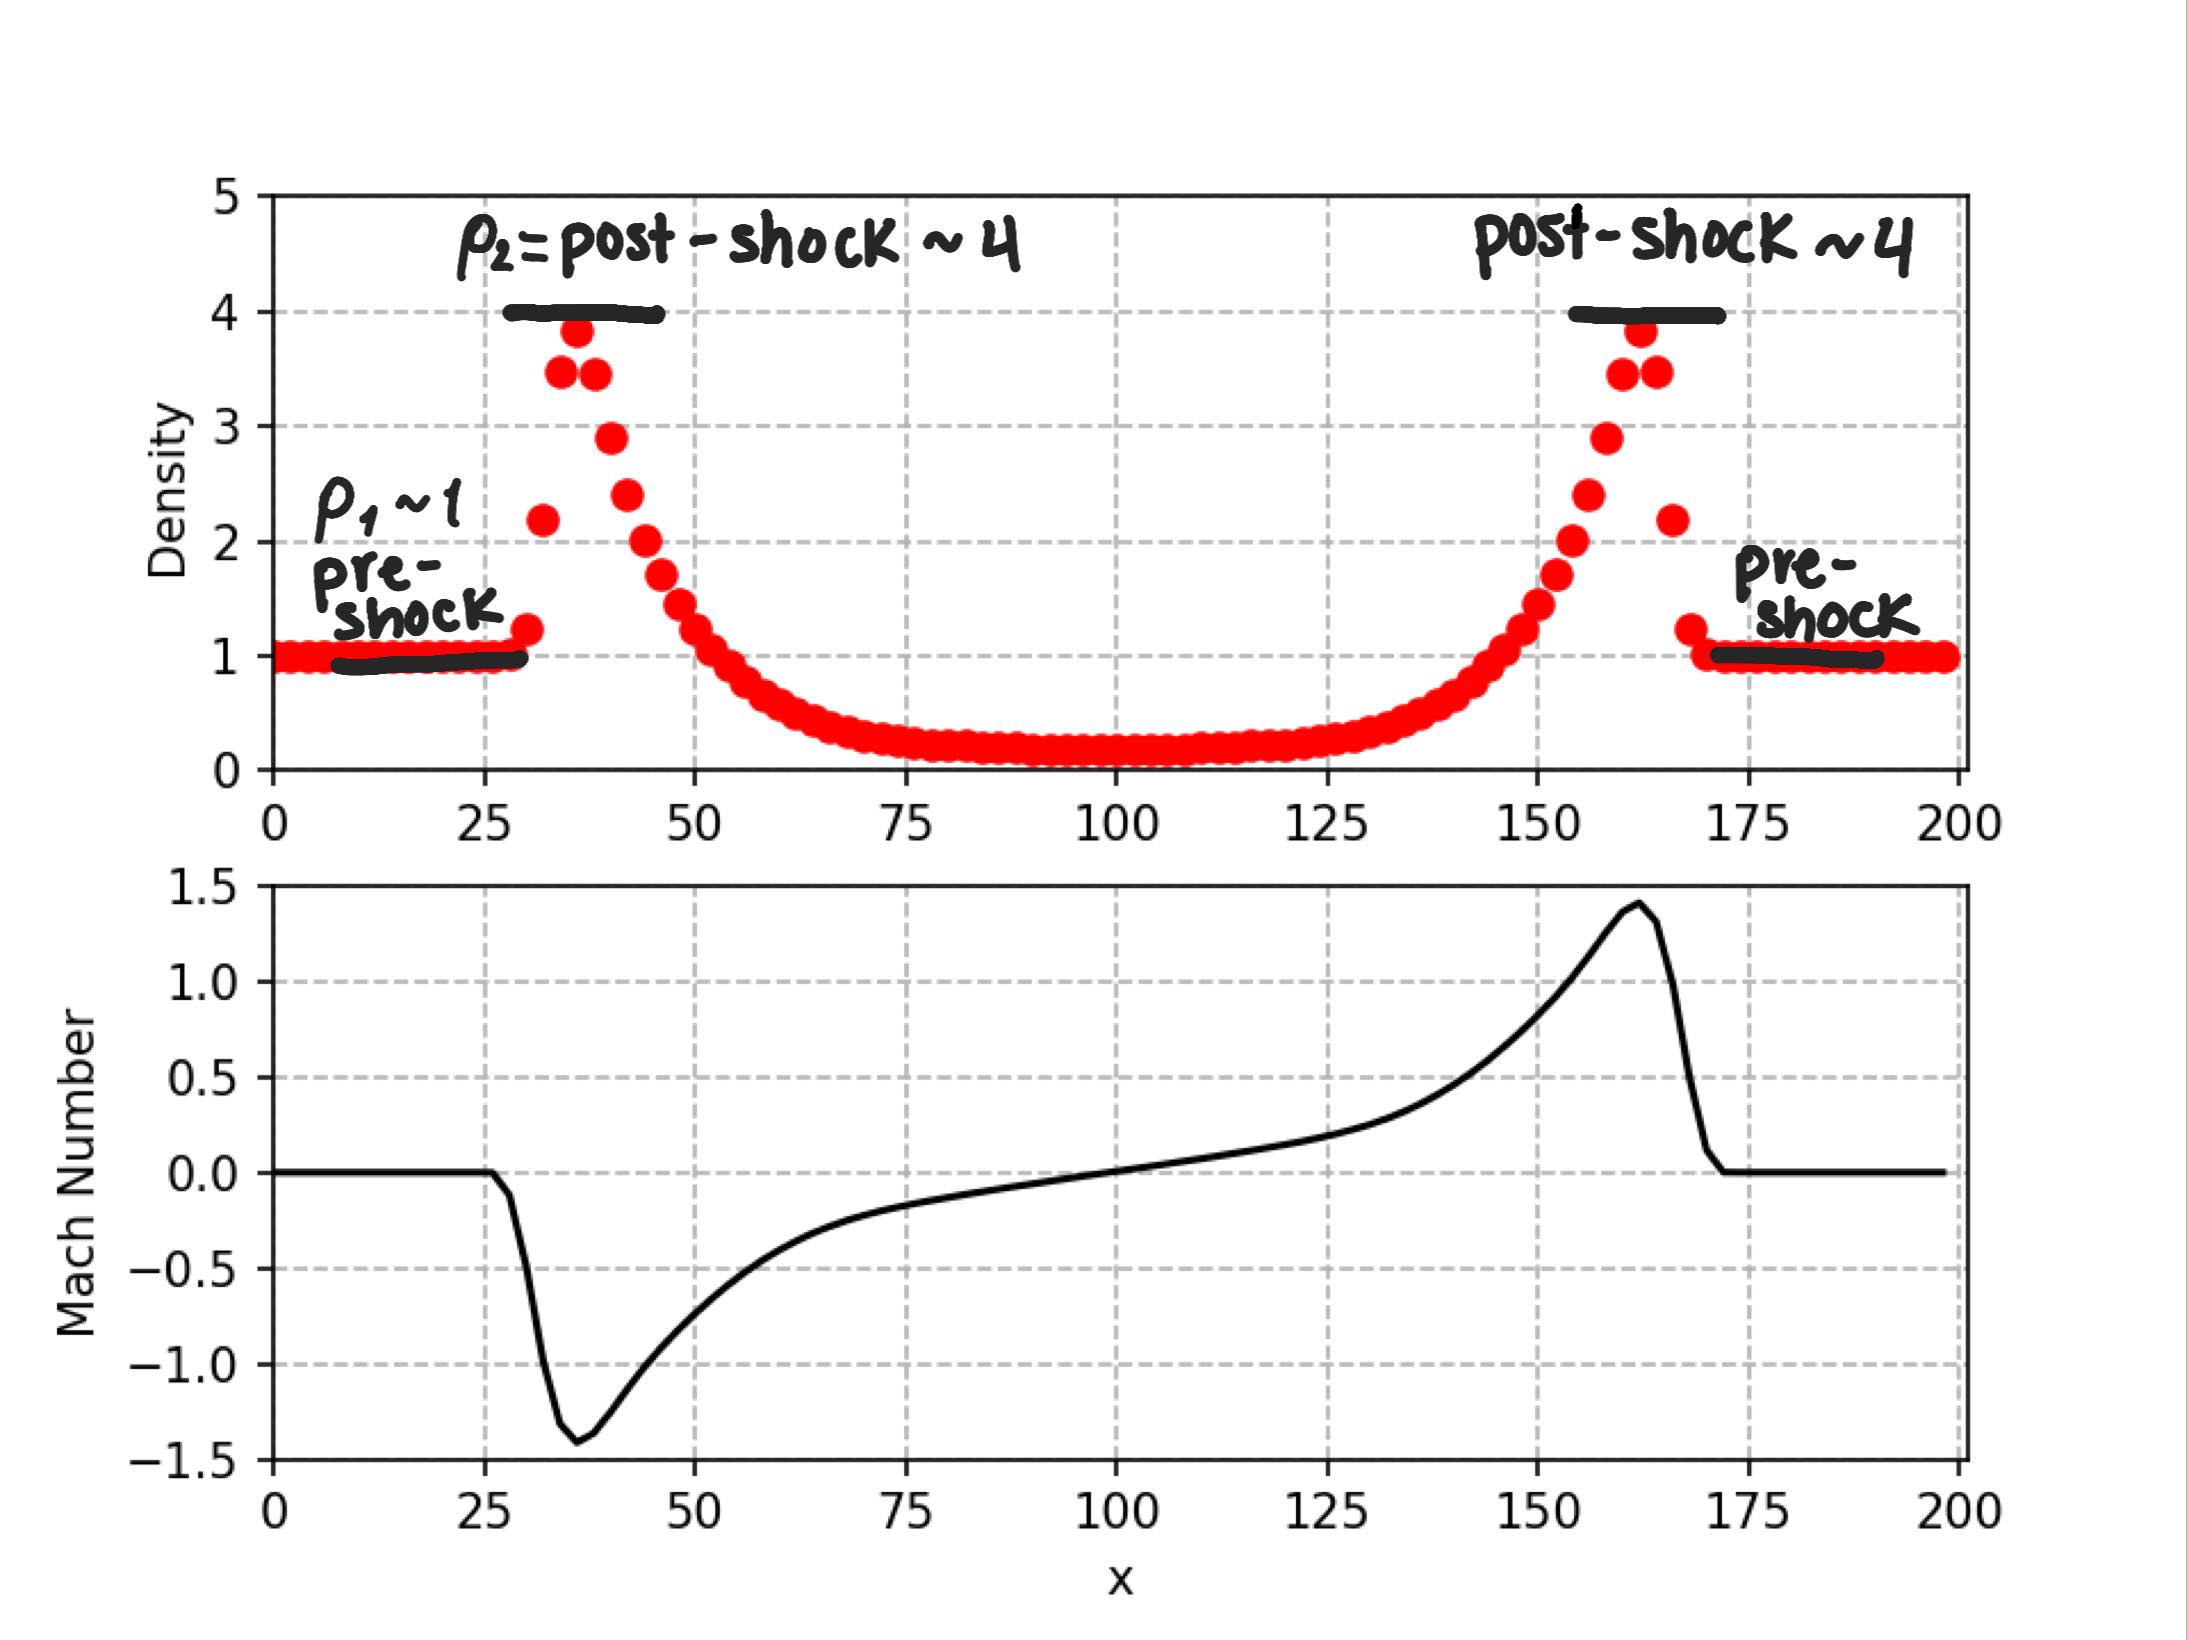 5
ρ₂=post-shock ~ 4
post-shock ~4
4
3
Density
ρ₁ ~1
pre-
shock
2
pre-
shock
1
0
0 25 50 75 100 125 150 175 200
1.5
1.0
0.5
Mach Number
0.0
−0.5
−1.0
−1.5
0 25 50 75 100 125 150 175 200
x